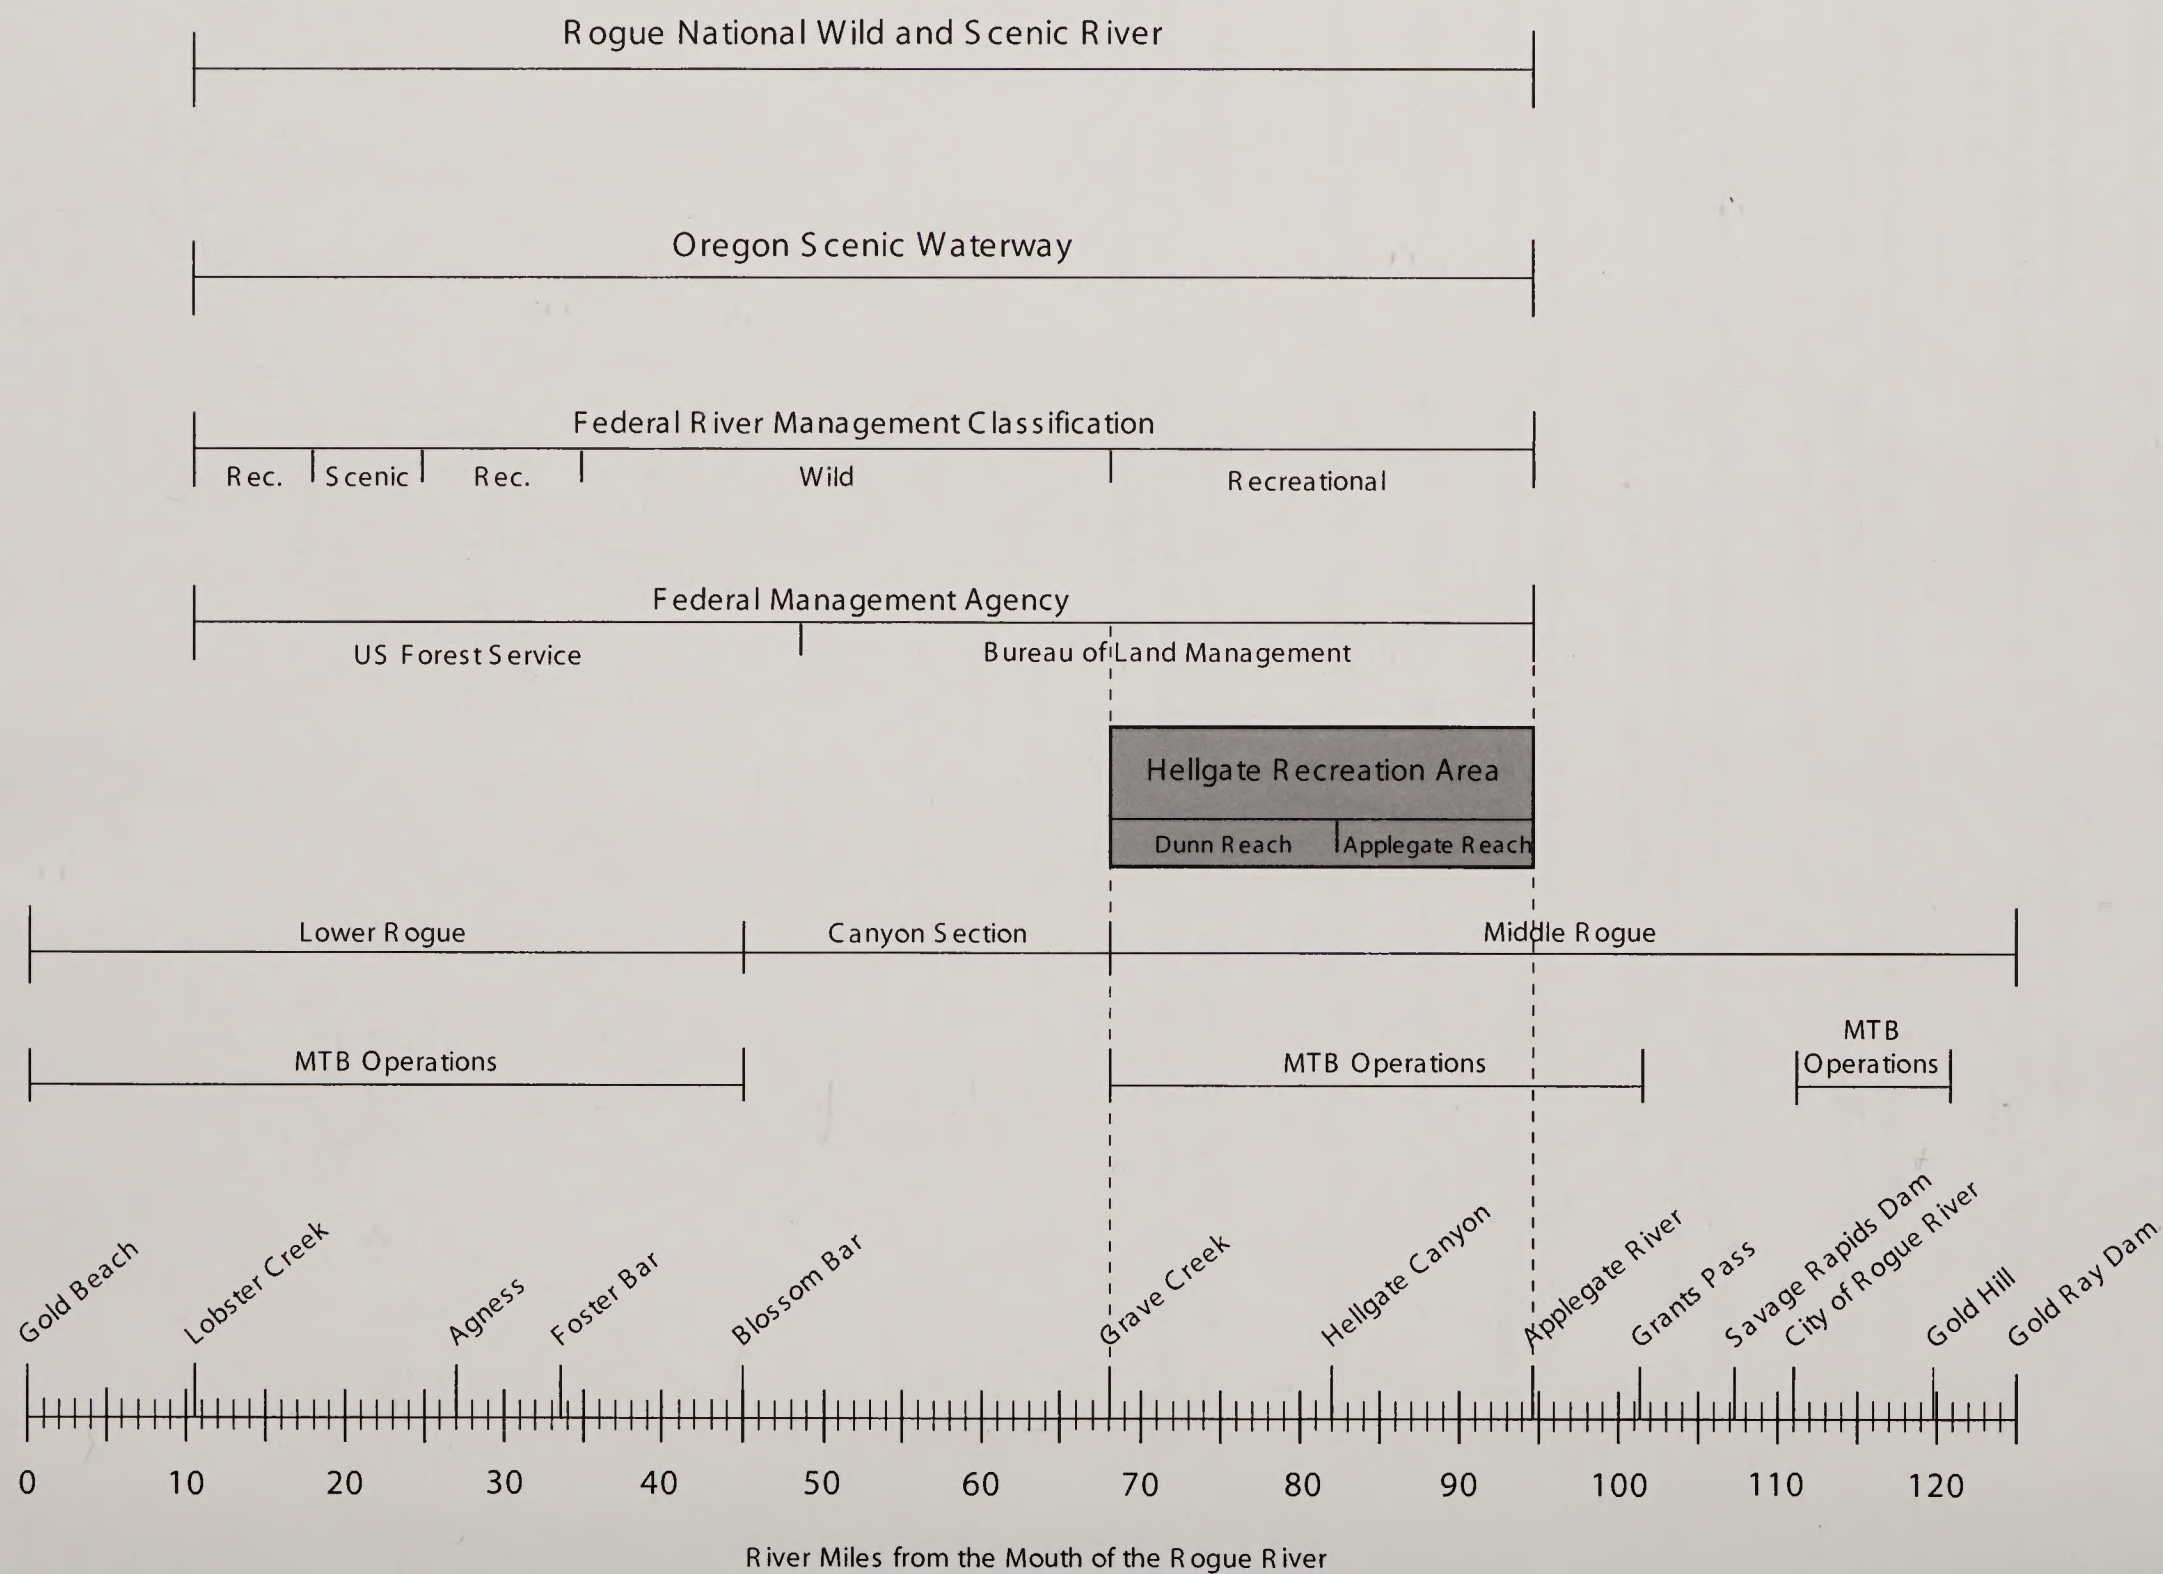 Rogue National Wild and Scenic River
Oregon Scenic Waterway
Federal River Management Classification
Rec.
Scenic
Rec.
Wild
Recreational
Federal Management Agency
US Forest Service
Bureau of Land Management
Hellgate Recreation Area
Dunn Reach
Applegate Reach
Lower Rogue
Canyon Section
Middle Rogue
MTB Operations
MTB Operations
MTB
Operations
Gold Beach
Lobster Creek
Agness
Foster Bar
Blossom Bar
Grave Creek
Hellgate Canyon
Applegate River
Grants Pass
Savage Rapids Dam
City of Rogue River
Gold Hill
Gold Ray Dam
0 10 20 30 40 50 60 70 80 90 100 110 120
River Miles from the Mouth of the Rogue River